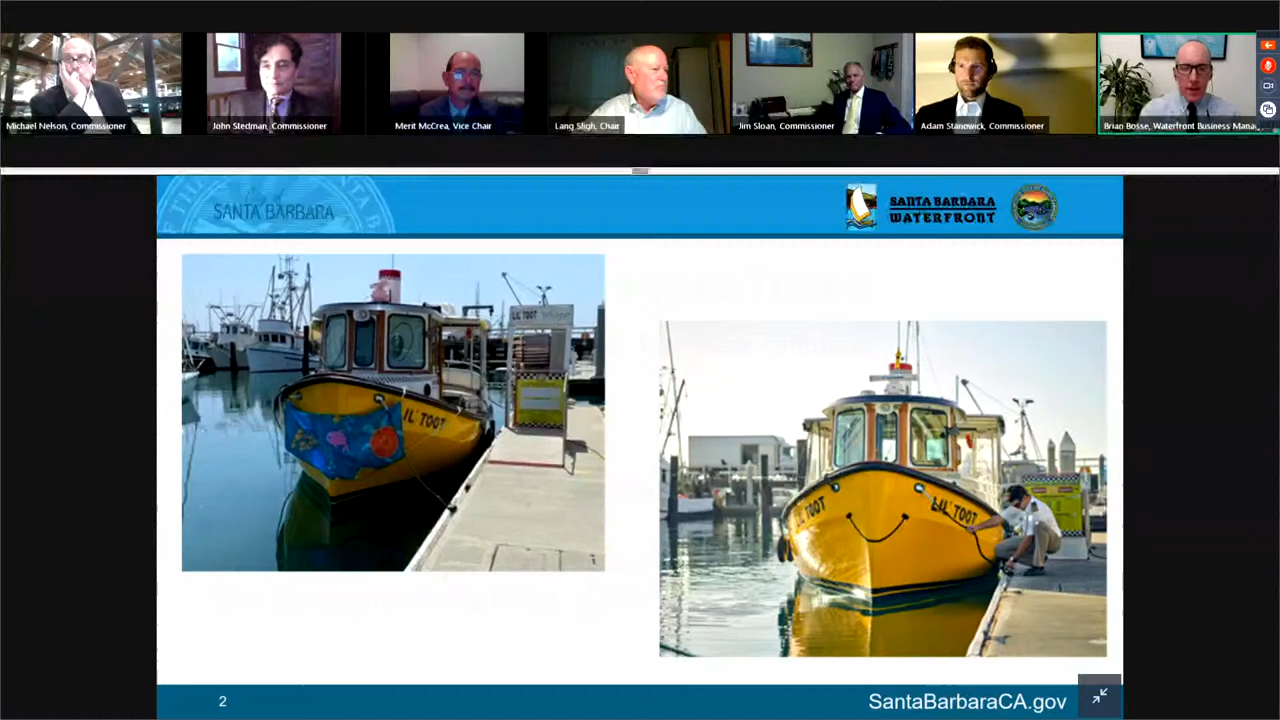 Michael Nelson, Commissioner
John Stedman, Commissioner
Merit McCrea, Vice Chair
Lang Sligh, Chair
Jim Sloan, Commissioner
Adam Stanowick, Commissioner
Brian Bosse, Waterfront Business Manag
SANTA BARBARA
SANTA BARBARA
WATERFRONT
LIL' TOOT
LIL' TOOT
LIL' TOOT
LIL' TOOT
2
SantaBarbaraCA.gov